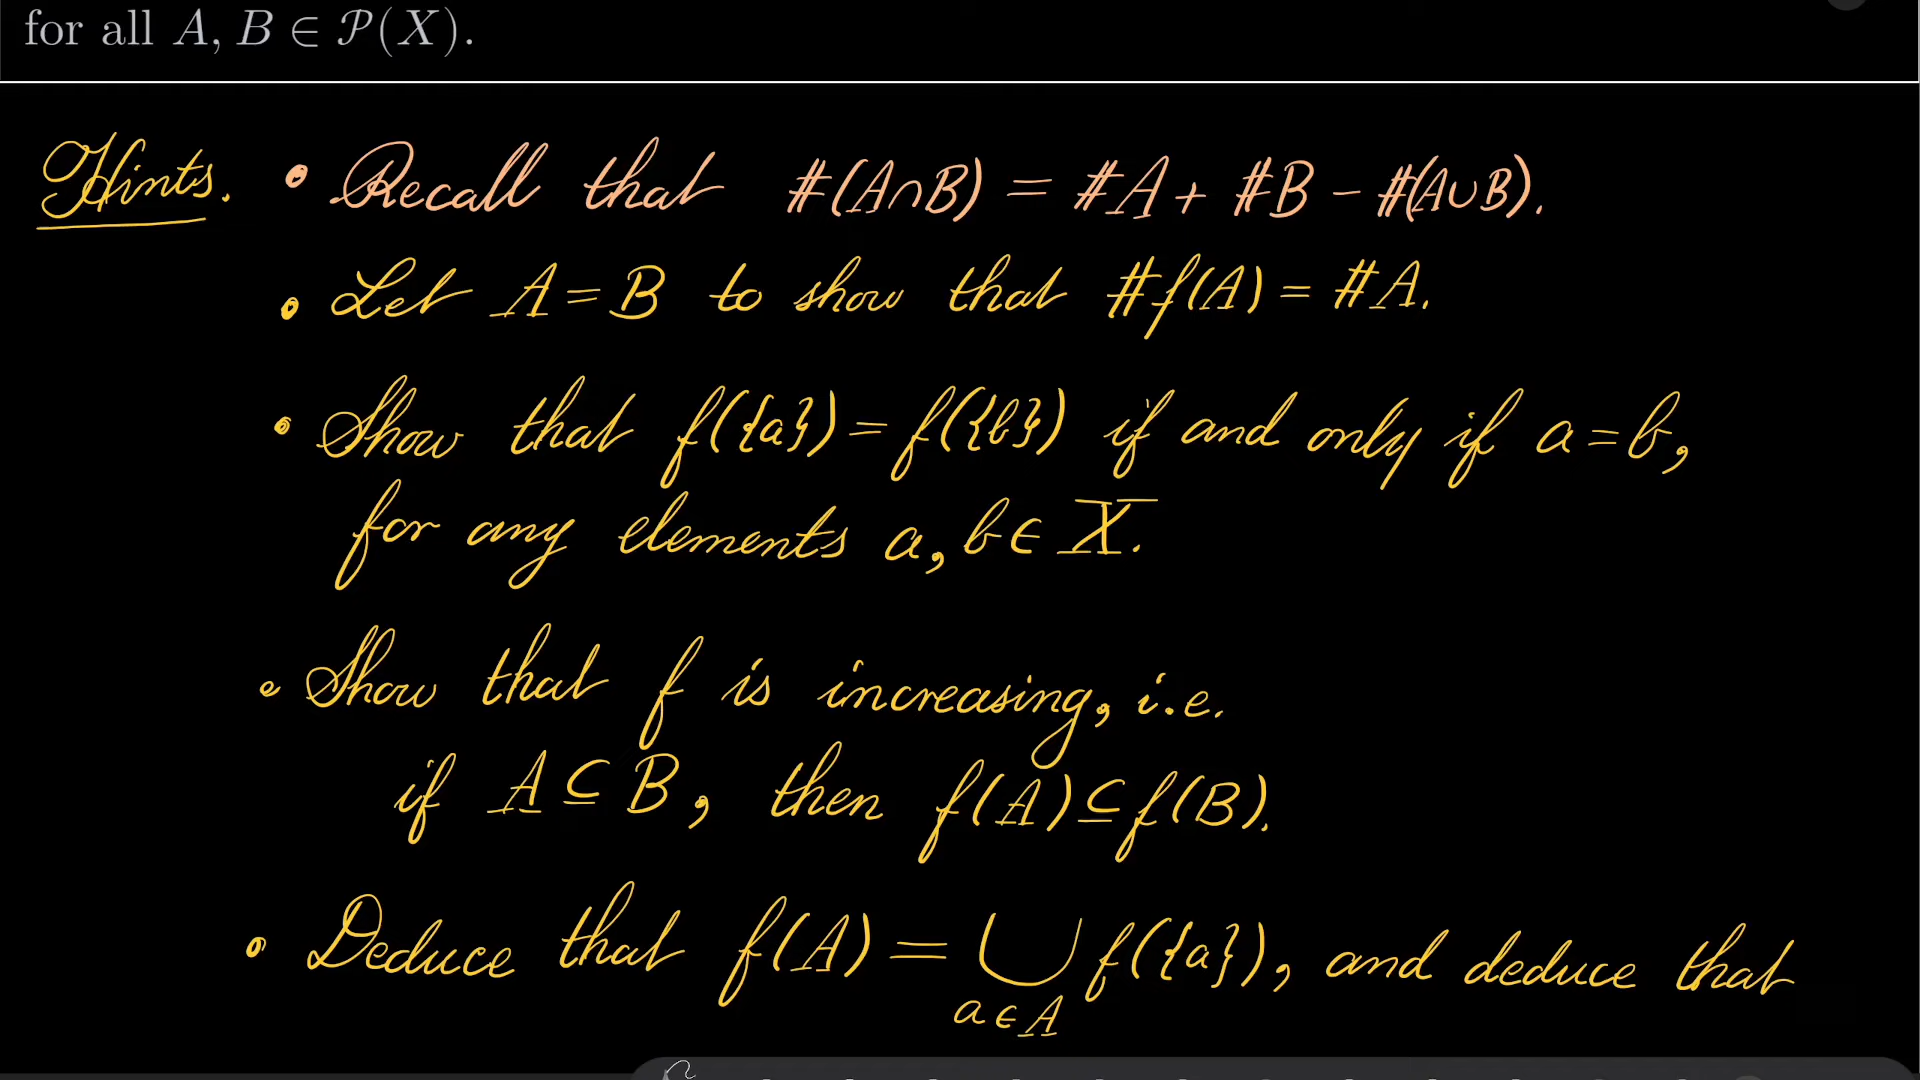 for all A, B ∈ 𝒫(X).
Hints. • Recall that #(A∩B) = #A + #B − #(A∪B).
• Let A = B to show that #f(A) = #A.
• Show that f({a}) = f({b}) if and only if a = b,
for any elements a, b ∈ X.
• Show that f is increasing, i.e.
if A ⊆ B, then f(A) ⊆ f(B).
• Deduce that f(A) = ⋃ f({a}), and deduce that
a ∈ A